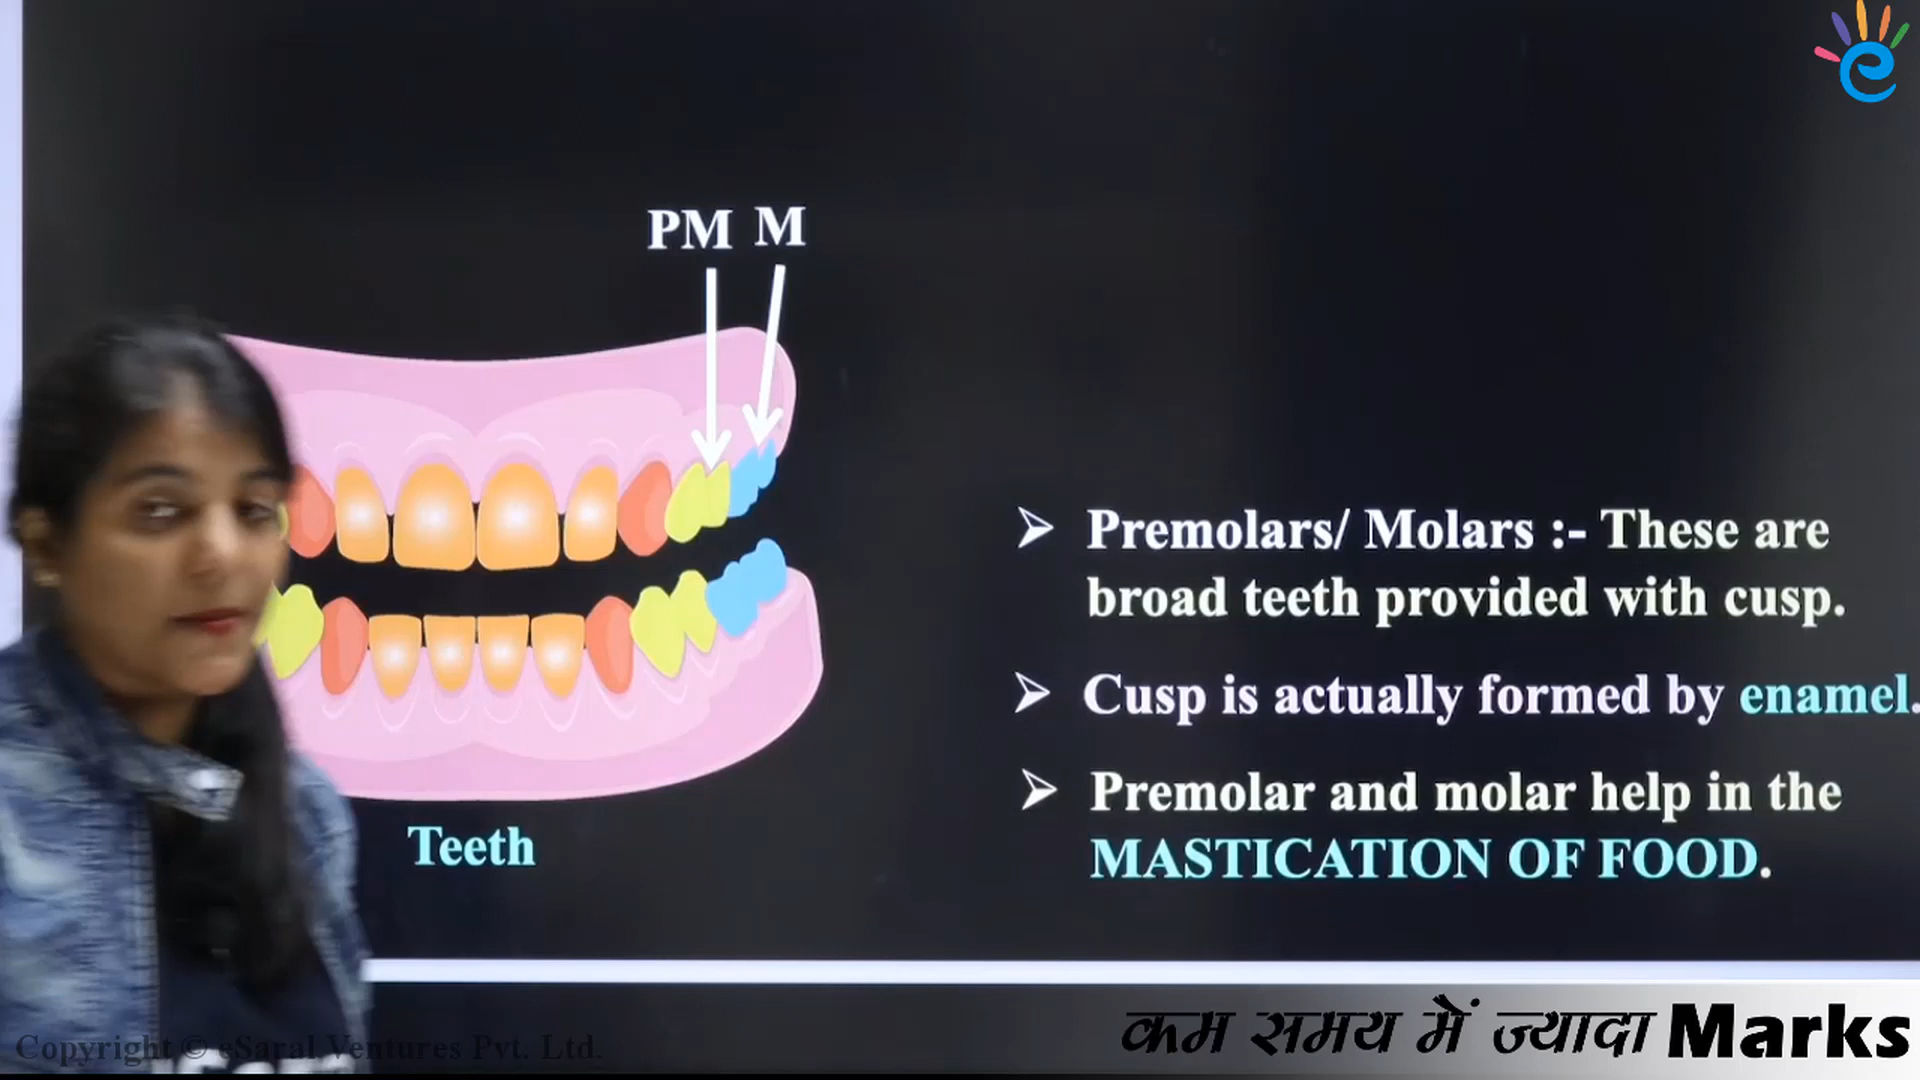 PM M
➢ Premolars/ Molars :- These are
broad teeth provided with cusp.
➢ Cusp is actually formed by enamel.
➢ Premolar and molar help in the
MASTICATION OF FOOD.
Teeth
कम समय में ज्यादा Marks
Copyright © eSaral Ventures Pvt. Ltd.